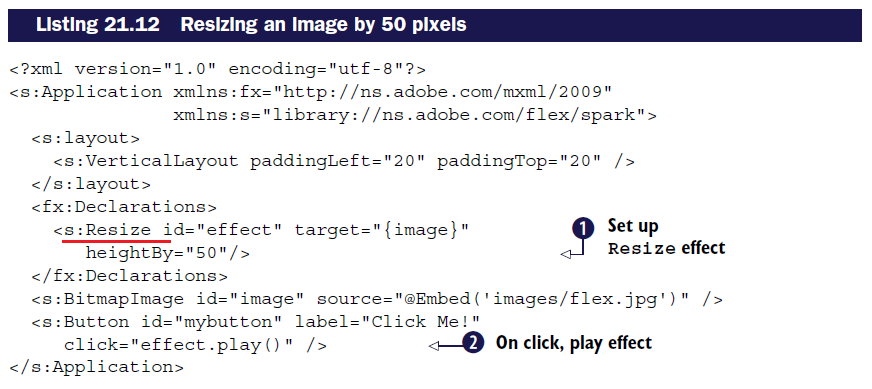 Listing 21.12 Resizing an image by 50 pixels
<?xml version="1.0" encoding="utf-8"?>
<s:Application xmlns:fx="http://ns.adobe.com/mxml/2009"
xmlns:s="library://ns.adobe.com/flex/spark">
<s:layout>
<s:VerticalLayout paddingLeft="20" paddingTop="20" />
</s:layout>
<fx:Declarations>
<s:Resize id="effect" target="{image}"
heightBy="50"/>
1 Set up
Resize effect
</fx:Declarations>
<s:BitmapImage id="image" source="@Embed('images/flex.jpg')" />
<s:Button id="mybutton" label="Click Me!"
click="effect.play()" />
2 On click, play effect
</s:Application>